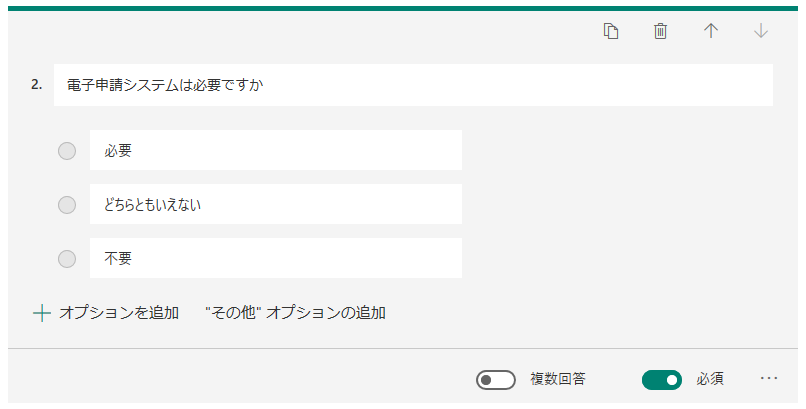 2. 電子申請システムは必要ですか
必要
どちらともいえない
不要
オプションを追加 "その他" オプションの追加
複数回答 必須